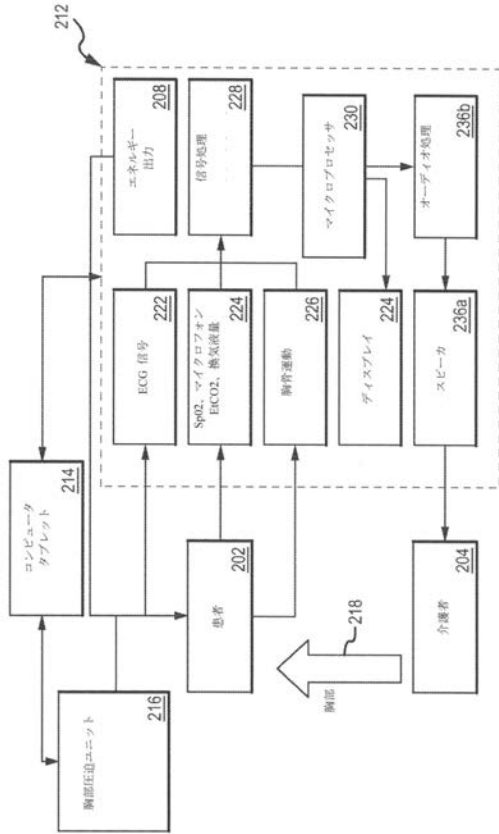 212
コンピュータ
タブレット
214
胸部圧迫ユニット
216
エネルギー
出力
208
ECG 信号
222
信号処理
228
Sp02、マイクロフォン
EtCO2、換気液量
224
患者
202
胸骨運動
226
マイクロプロセッサ
230
胸部
218
ディスプレイ
224
オーディオ処理
236b
介護者
204
スピーカ
236a